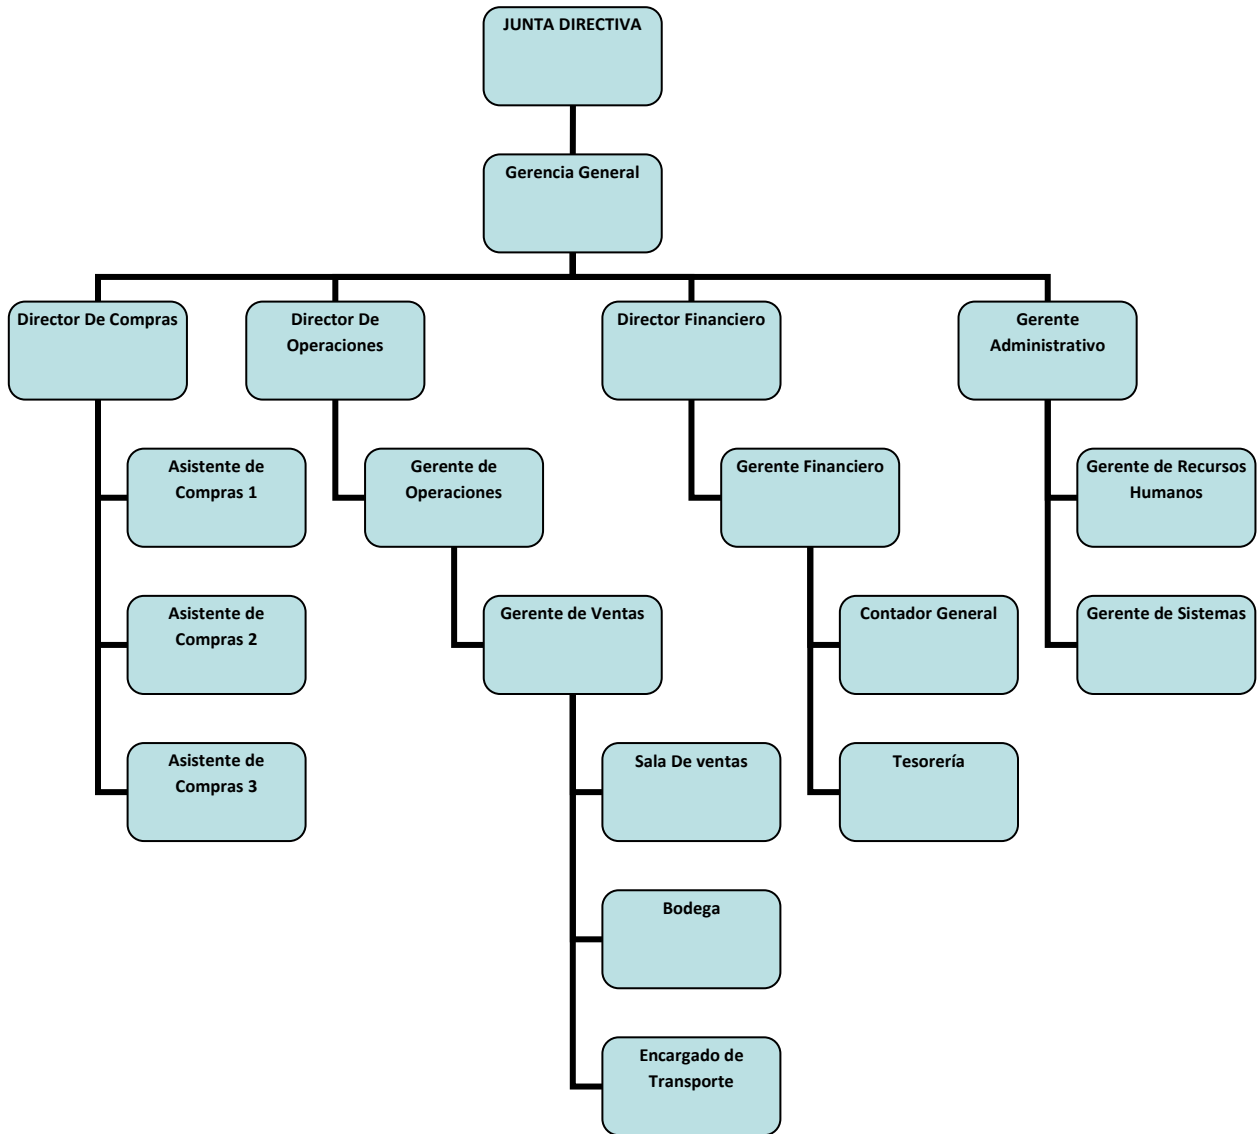 JUNTA DIRECTIVA
Gerencia General
Director De Compras
Director De
Operaciones
Director Financiero
Gerente
Administrativo
Asistente de
Compras 1
Gerente de
Operaciones
Gerente Financiero
Gerente de Recursos
Humanos
Asistente de
Compras 2
Gerente de Ventas
Contador General
Gerente de Sistemas
Asistente de
Compras 3
Sala De ventas
Tesorería
Bodega
Encargado de
Transporte